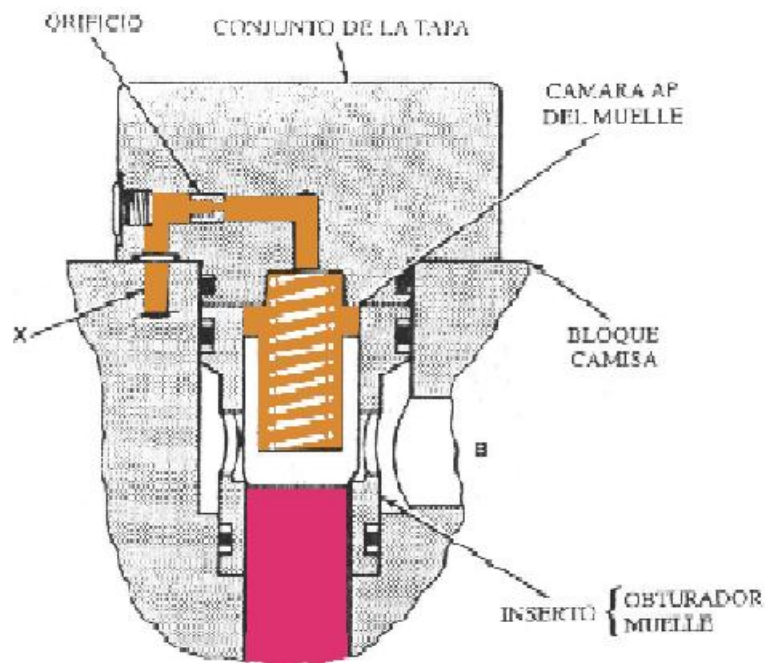 ORIFICIO
CONJUNTO DE LA TAPA
CAMARA AP
DEL MUELLE
X
BLOQUE
CAMISA
B
INSERTO { OBTURADOR
MUELLE